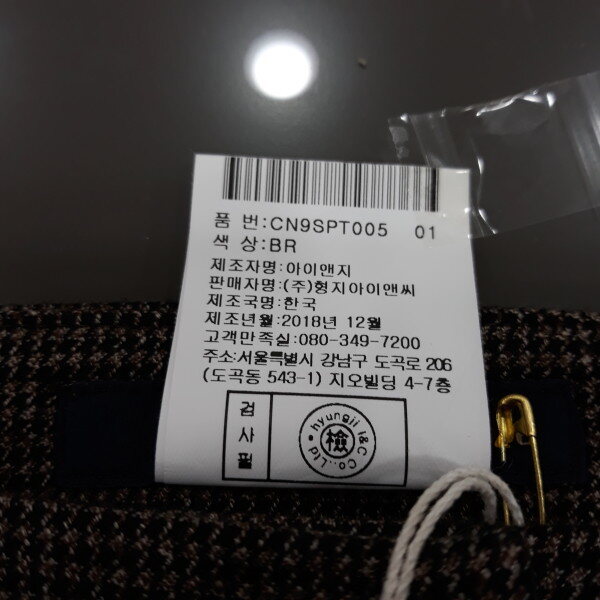 품 번:CN9SPT005 01
색 상:BR
제조자명:아이앤지
판매자명:(주)형지아이앤씨
제조국명:한국
제조년월:2018년 12월
고객만족실:080-349-7200
주소:서울특별시 강남구 도곡로 206
(도곡동 543-1) 지오빌딩 4-7층
검사필
hyungji I&C Co.,Ltd
檢